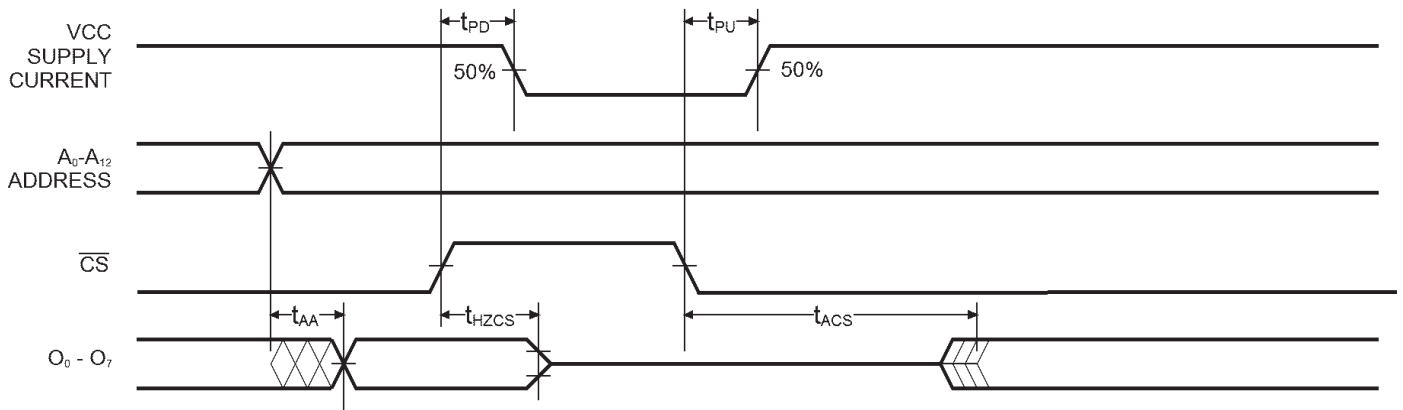 VCC
SUPPLY
CURRENT
tPD
tPU
50%
50%
A0-A12
ADDRESS
CS
tAA
tHZCS
tACS
O0 - O7